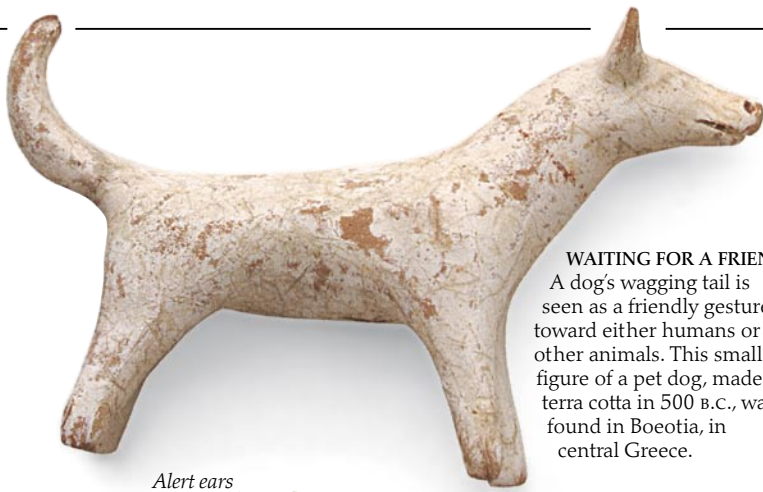 WAITING FOR A FRIEN
A dog's wagging tail is
seen as a friendly gesture
toward either humans or
other animals. This small
figure of a pet dog, made
terra cotta in 500 B.C., wa
found in Boeotia, in
central Greece.
Alert ears